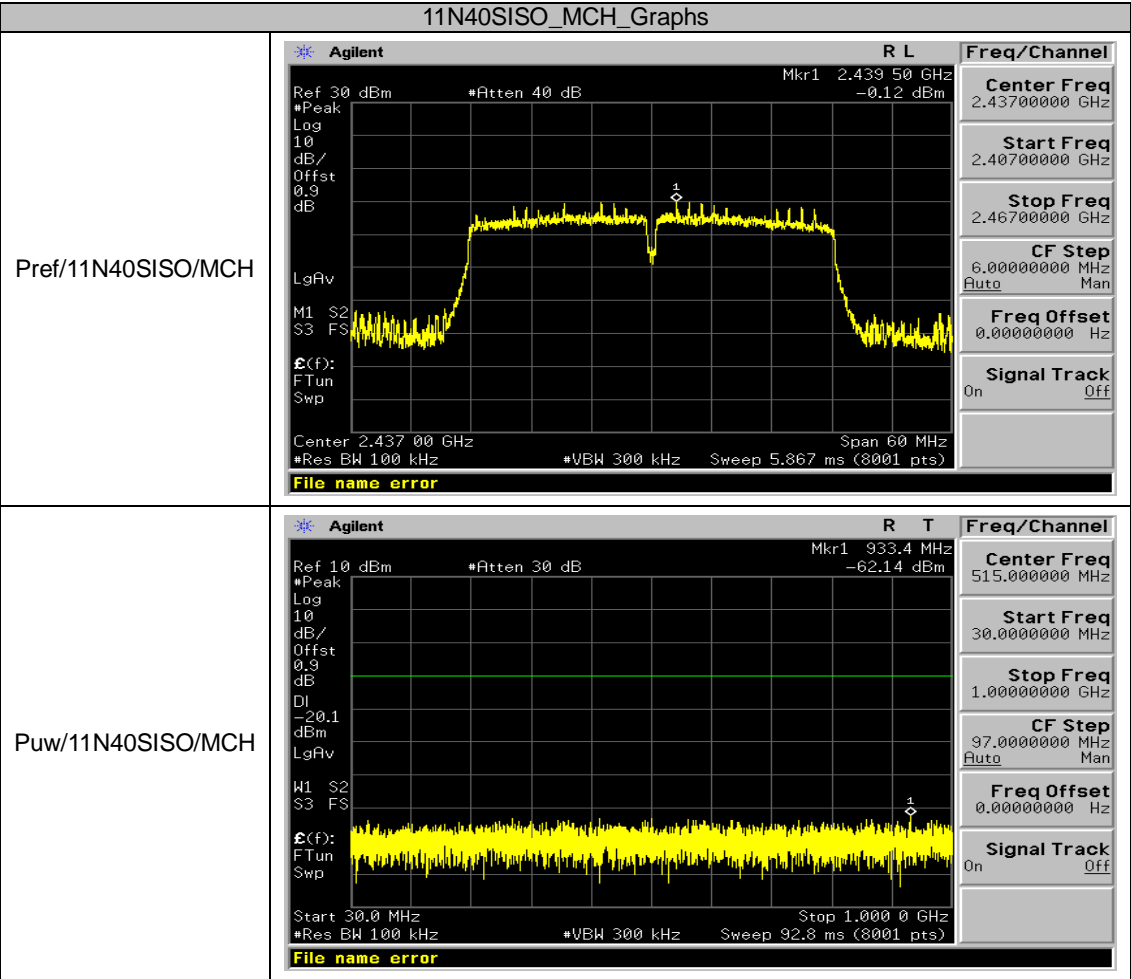 11N40SISO_MCH_Graphs
Pref/11N40SISO/MCH
Agilent R L
Mkr1 2.439 50 GHz
Ref 30 dBm #Atten 40 dB -0.12 dBm
#Peak
Log
10
dB/
Offst
0.9
dB
1
LgAv
M1 S2
S3 FS
£(f):
FTun
Swp
Center 2.437 00 GHz Span 60 MHz
#Res BW 100 kHz #VBW 300 kHz Sweep 5.867 ms (8001 pts)
File name error
Freq/Channel
Center Freq
2.43700000 GHz
Start Freq
2.40700000 GHz
Stop Freq
2.46700000 GHz
CF Step
6.00000000 MHz
Auto Man
Freq Offset
0.00000000 Hz
Signal Track
On Off
Puw/11N40SISO/MCH
Agilent R T
Mkr1 933.4 MHz
Ref 10 dBm #Atten 30 dB -62.14 dBm
#Peak
Log
10
dB/
Offst
0.9
dB
DI
-20.1
dBm
LgAv
1
W1 S2
S3 FS
£(f):
FTun
Swp
Start 30.0 MHz Stop 1.000 0 GHz
#Res BW 100 kHz #VBW 300 kHz Sweep 92.8 ms (8001 pts)
File name error
Freq/Channel
Center Freq
515.000000 MHz
Start Freq
30.0000000 MHz
Stop Freq
1.00000000 GHz
CF Step
97.0000000 MHz
Auto Man
Freq Offset
0.00000000 Hz
Signal Track
On Off